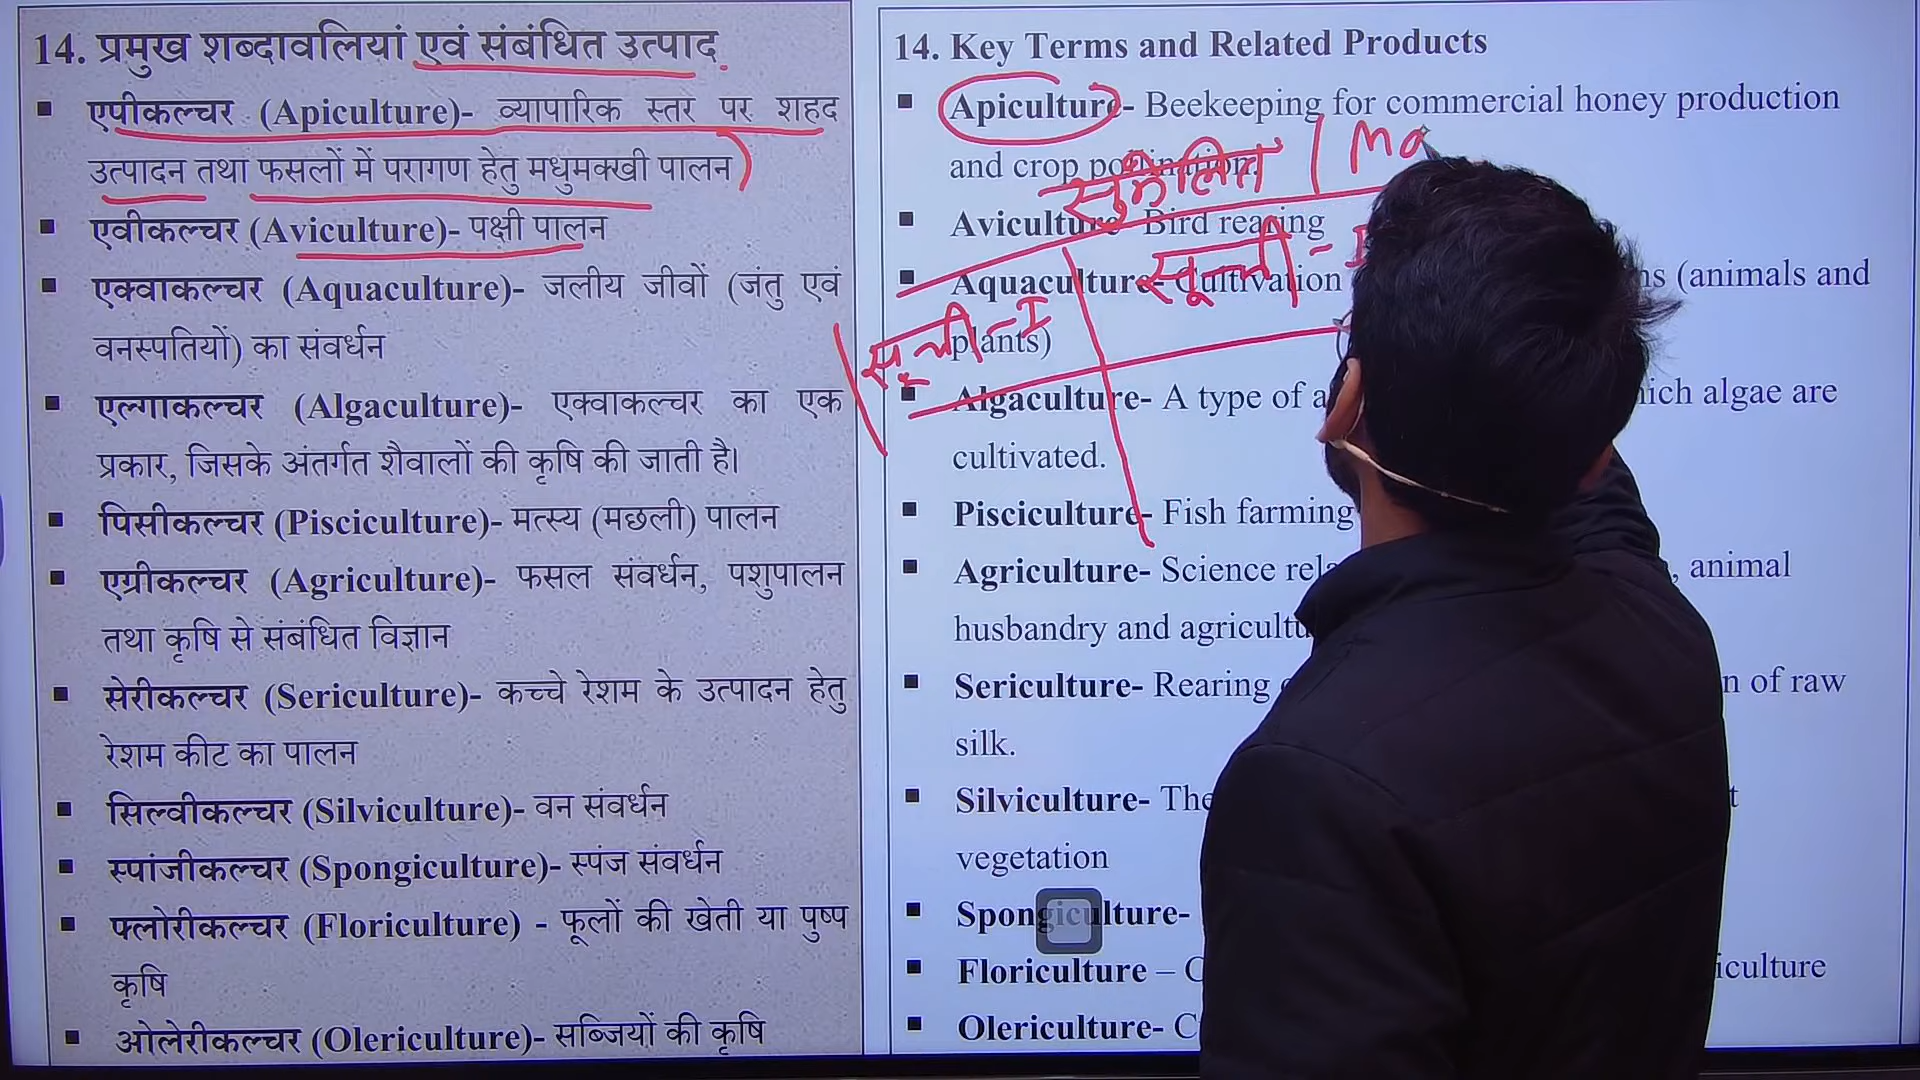 14. प्रमुख शब्दावलियां एवं संबंधित उत्पाद
▪ एपीकल्चर (Apiculture)- व्यापारिक स्तर पर शहद
उत्पादन तथा फसलों में परागण हेतु मधुमक्खी पालन
▪ एवीकल्चर (Aviculture)- पक्षी पालन
▪ एक्वाकल्चर (Aquaculture)- जलीय जीवों (जंतु एवं
वनस्पतियों) का संवर्धन
▪ एल्गाकल्चर (Algaculture)- एक्वाकल्चर का एक
प्रकार, जिसके अंतर्गत शैवालों की कृषि की जाती है।
▪ पिसीकल्चर (Pisciculture)- मत्स्य (मछली) पालन
▪ एग्रीकल्चर (Agriculture)- फसल संवर्धन, पशुपालन
तथा कृषि से संबंधित विज्ञान
▪ सेरीकल्चर (Sericulture)- कच्चे रेशम के उत्पादन हेतु
रेशम कीट का पालन
▪ सिल्वीकल्चर (Silviculture)- वन संवर्धन
▪ स्पांजीकल्चर (Spongiculture)- स्पंज संवर्धन
▪ फ्लोरीकल्चर (Floriculture) - फूलों की खेती या पुष्प
कृषि
▪ ओलेरीकल्चर (Olericulture)- सब्जियों की कृषि
14. Key Terms and Related Products
▪ Apiculture- Beekeeping for commercial honey production
and crop pollination.
सुमेलित
▪ Aviculture- Bird rearing
▪ Aquaculture- Cultivation (animals and
सूची -
plants)
सूची - I
▪ Algaculture- A type of algae are
cultivated.
▪ Pisciculture- Fish farming
▪ Agriculture- Science , animal
husbandry and
▪ Sericulture- Rearing of raw
silk.
▪ Silviculture-
vegetation
▪ Spongiculture-
▪ Floriculture –
▪ Olericulture-